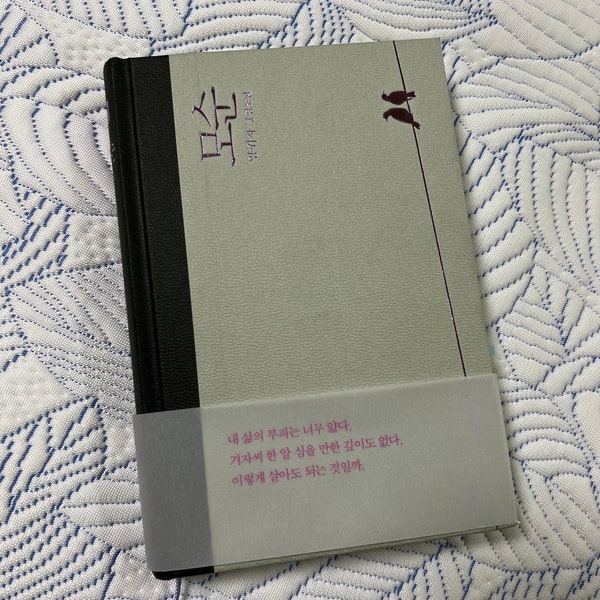 모순
양귀자 장편소설
내 삶의 부피는 너무 얇다.
겨자씨 한 알 심을 만한 깊이도 없다.
이렇게 살아도 되는 것일까.